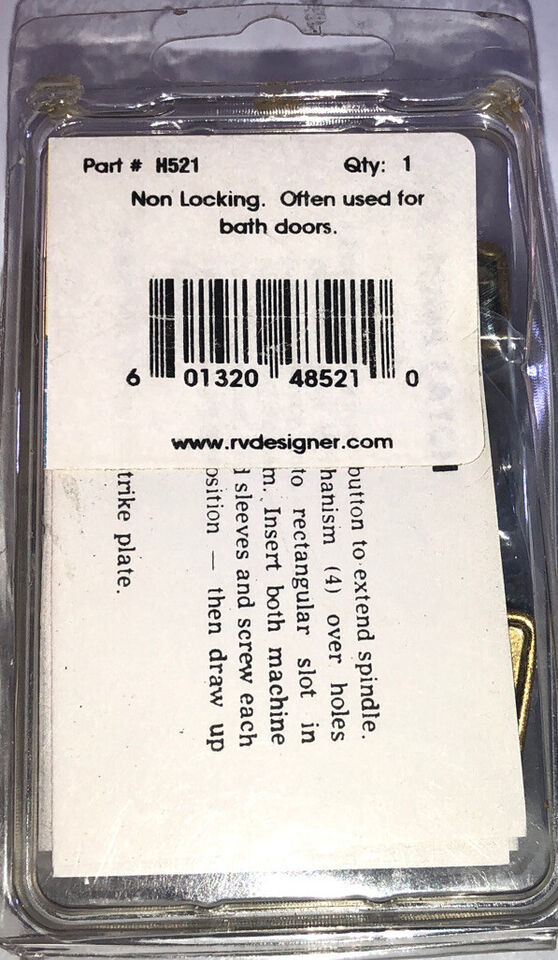 Part # H521 Qty: 1
Non Locking. Often used for
bath doors.
6 01320 48521 0
www.rvdesigner.com
button to extend spindle.
hanism (4) over holes
to rectangular slot in
m. Insert both machine
d sleeves and screw each
osition — then draw up
trike plate.